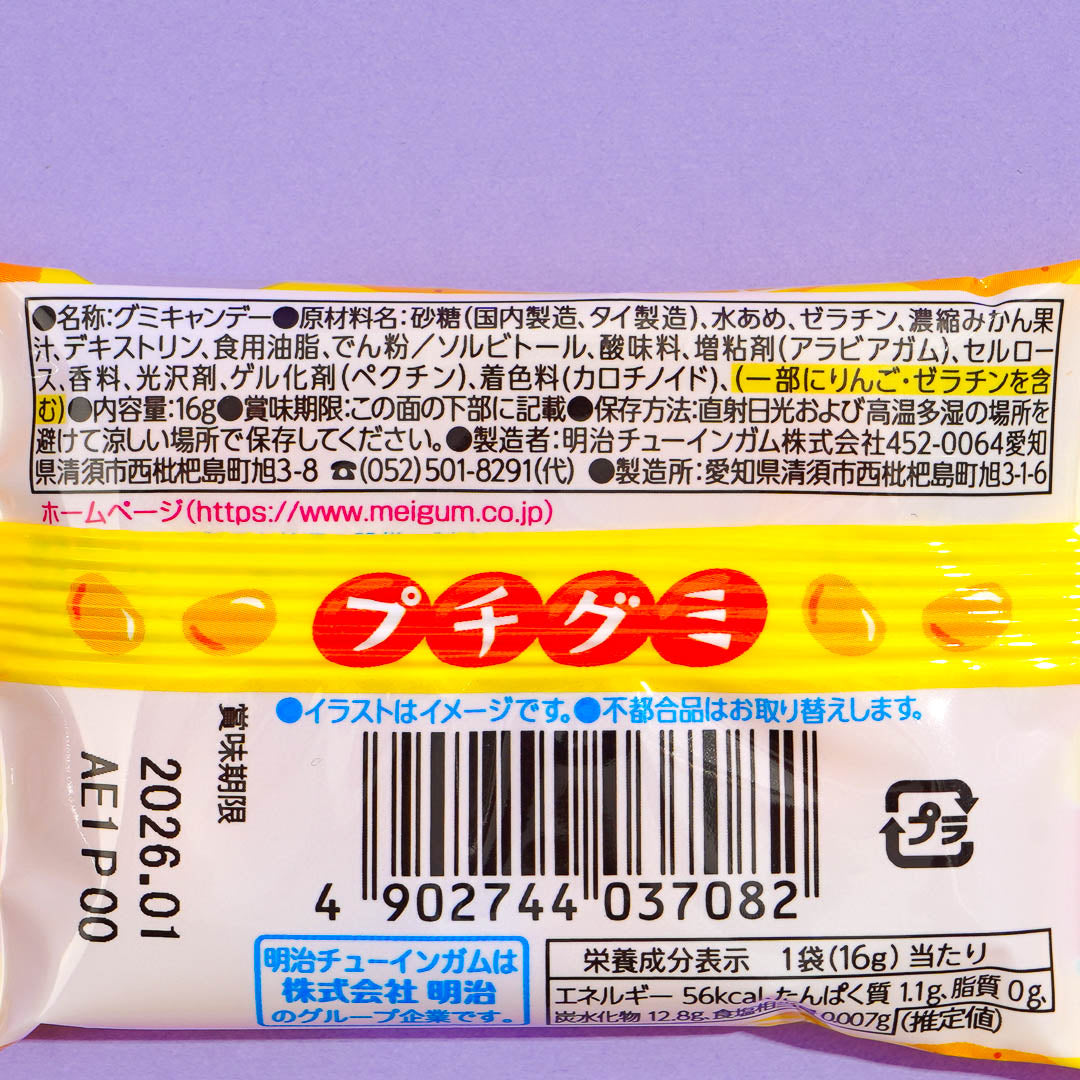 ●名称:グミキャンデー●原材料名:砂糖(国内製造、タイ製造)、水あめ、ゼラチン、濃縮みかん果
汁、デキストリン、食用油脂、でん粉／ソルビトール、酸味料、増粘剤(アラビアガム)、セルロー
ス、香料、光沢剤、ゲル化剤(ペクチン)、着色料(カロチノイド)、(一部にりんご・ゼラチンを含
む)●内容量:16g●賞味期限:この面の下部に記載●保存方法:直射日光および高温多湿の場所を
避けて涼しい場所で保存してください。●製造者:明治チューインガム株式会社452-0064愛知
県清須市西枇杷島町旭3-8 ☎(052)501-8291(代) ●製造所:愛知県清須市西枇杷島町旭3-1-6
ホームページ(https://www.meigum.co.jp)
プチグミ
●イラストはイメージです。●不都合品はお取り替えします。
賞味期限
2026.01
AE1 P 00
4 902744 037082
プラ
明治チューインガムは
株式会社 明治
のグループ企業です。
栄養成分表示 1袋(16g)当たり
エネルギー 56kcal、たんぱく質 1.1g、脂質 0g、
炭水化物 12.8g、食塩相 0.007g (推定値)